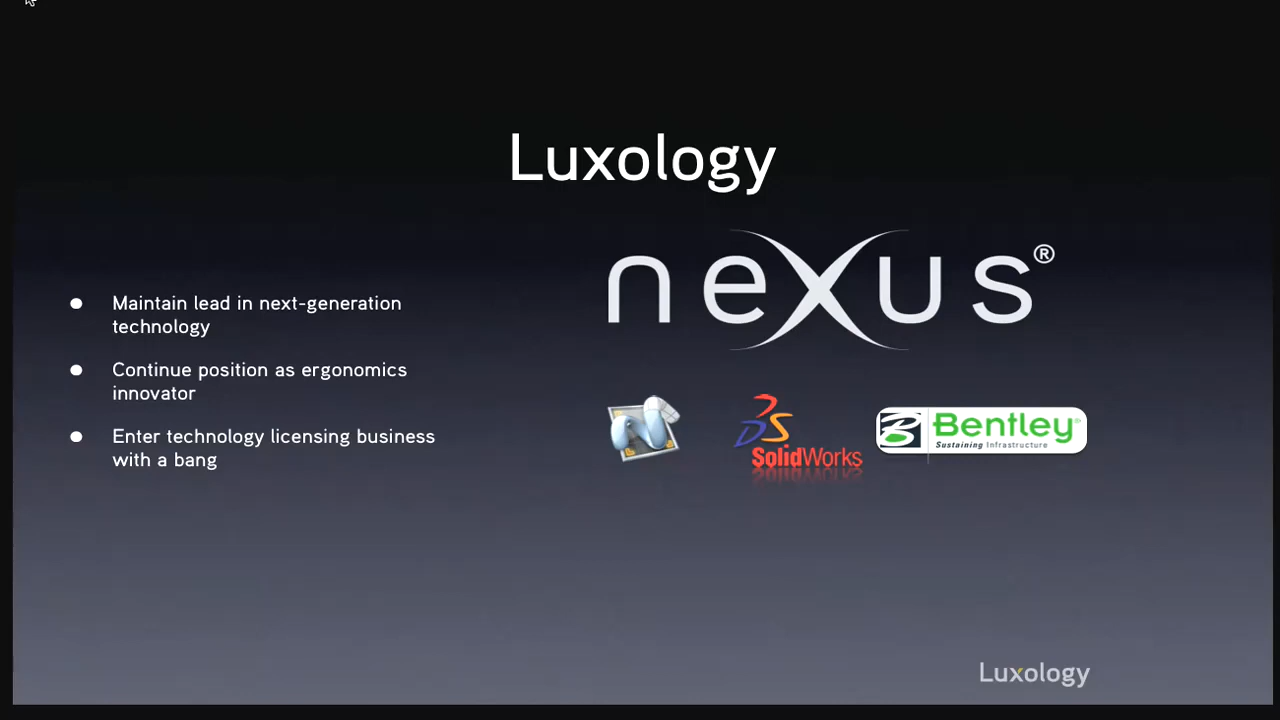 Luxology
nexus®
Maintain lead in next-generation
technology
Continue position as ergonomics
innovator
Enter technology licensing business
with a bang
SolidWorks
Bentley®
Sustaining Infrastructure
Luxology